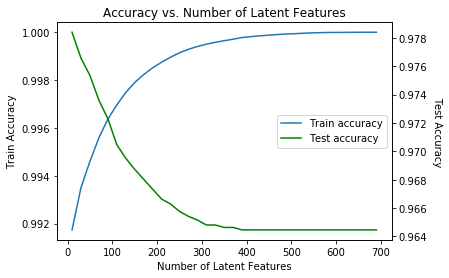 Accuracy vs. Number of Latent Features
1.000
0.998
0.996
0.994
0.992
Train Accuracy
0.978
0.976
0.974
0.972
0.970
0.968
0.966
0.964
Test Accuracy
Train accuracy
Test accuracy
0 100 200 300 400 500 600 700
Number of Latent Features